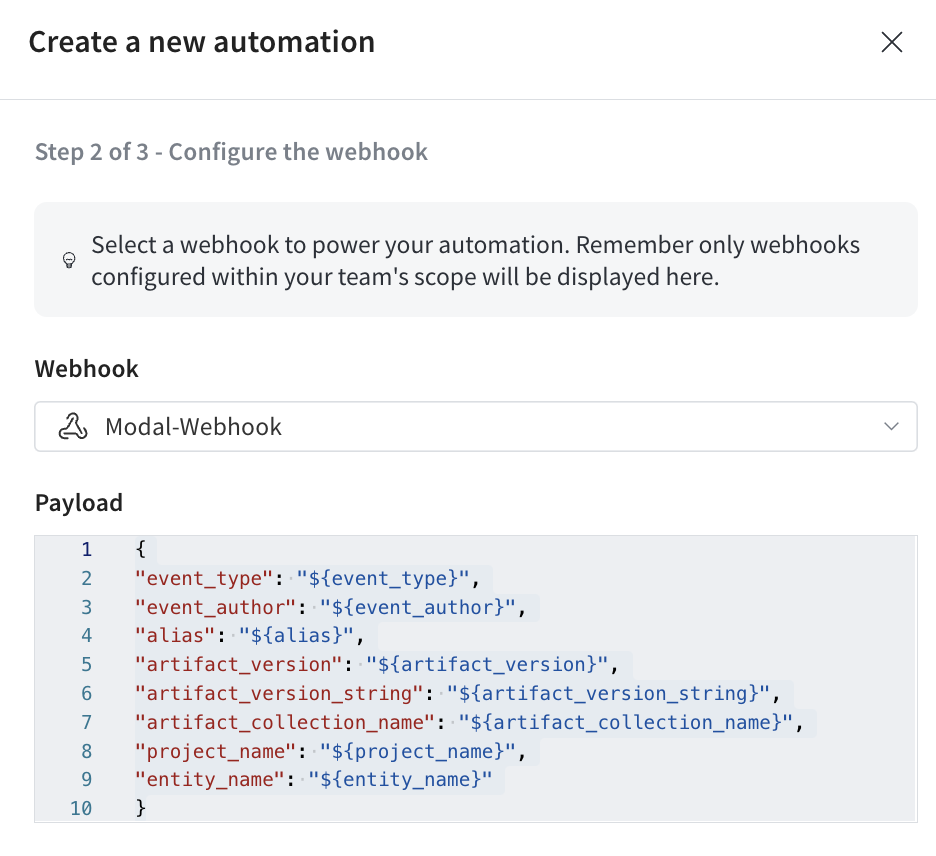 Create a new automation
Step 2 of 3 - Configure the webhook
Select a webhook to power your automation. Remember only webhooks
configured within your team's scope will be displayed here.
Webhook
Modal-Webhook
Payload
1 {
2 "event_type": "${event_type}",
3 "event_author": "${event_author}",
4 "alias": "${alias}",
5 "artifact_version": "${artifact_version}",
6 "artifact_version_string": "${artifact_version_string}",
7 "artifact_collection_name": "${artifact_collection_name}",
8 "project_name": "${project_name}",
9 "entity_name": "${entity_name}"
10 }